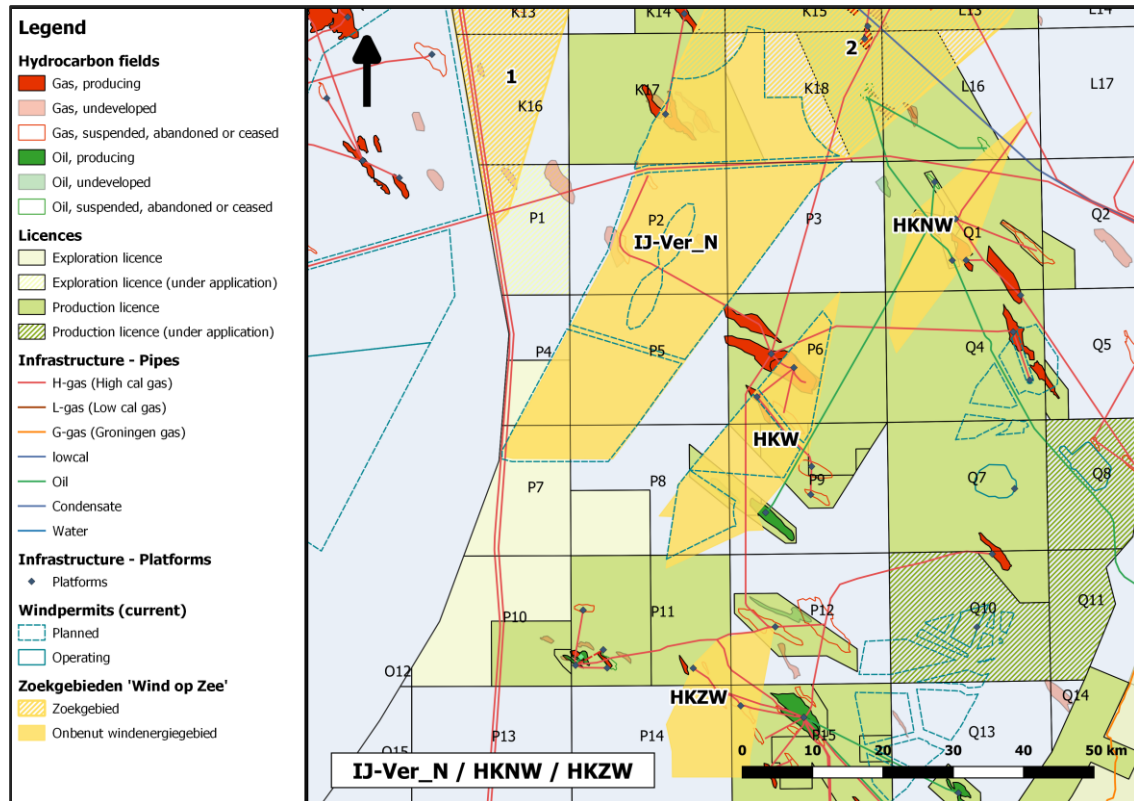 Legend
Hydrocarbon fields
Gas, producing
Gas, undeveloped
Gas, suspended, abandoned or ceased
Oil, producing
Oil, undeveloped
Oil, suspended, abandoned or ceased
Licences
Exploration licence
Exploration licence (under application)
Production licence
Production licence (under application)
Infrastructure - Pipes
H-gas (High cal gas)
L-gas (Low cal gas)
G-gas (Groningen gas)
lowcal
Oil
Condensate
Water
Infrastructure - Platforms
Platforms
Windpermits (current)
Planned
Operating
Zoekgebieden 'Wind op Zee'
Zoekgebied
Onbenut windenergiegebied
K13 K14 K15 L13 L14
1 2
K16 K17 K18 L16 L17
P1 P2 P3 Q1 Q2
IJ-Ver_N HKNW
P4 P5 P6 Q4 Q5
HKW
P7 P8 P9 Q7 Q8
P10 P11 P12 Q10 Q11
O12
HKZW Q14
O15 P13 P14 P15 Q13
0 10 20 30 40 50 km
IJ-Ver_N / HKNW / HKZW